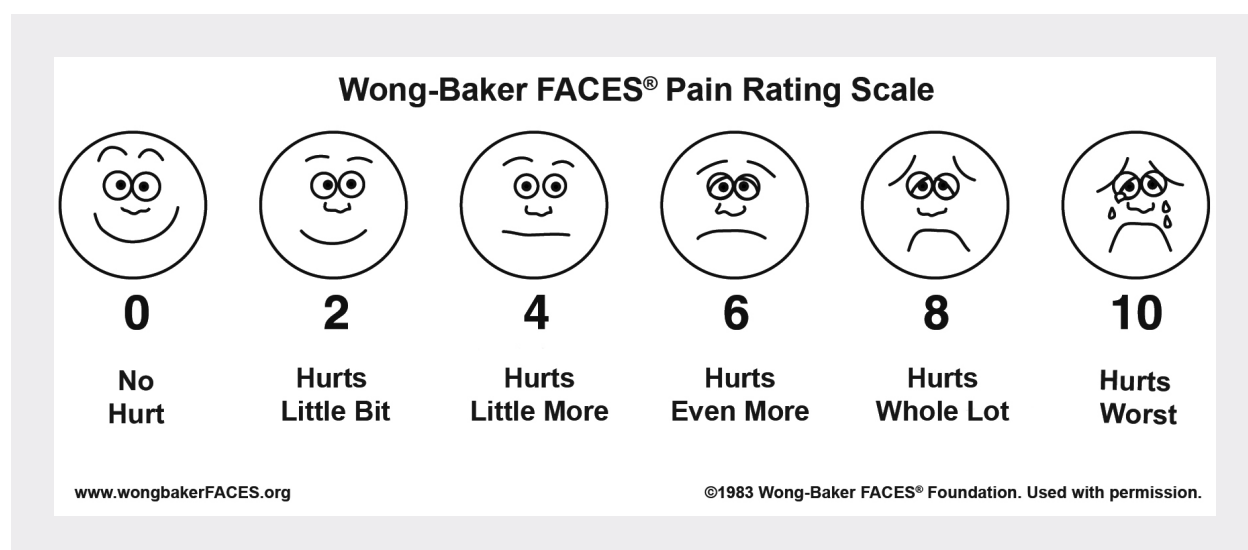 Wong-Baker FACES® Pain Rating Scale
0 2 4 6 8 10
No Hurts Hurts Hurts Hurts Hurts
Hurt Little Bit Little More Even More Whole Lot Worst
www.wongbakerFACES.org ©1983 Wong-Baker FACES® Foundation. Used with permission.